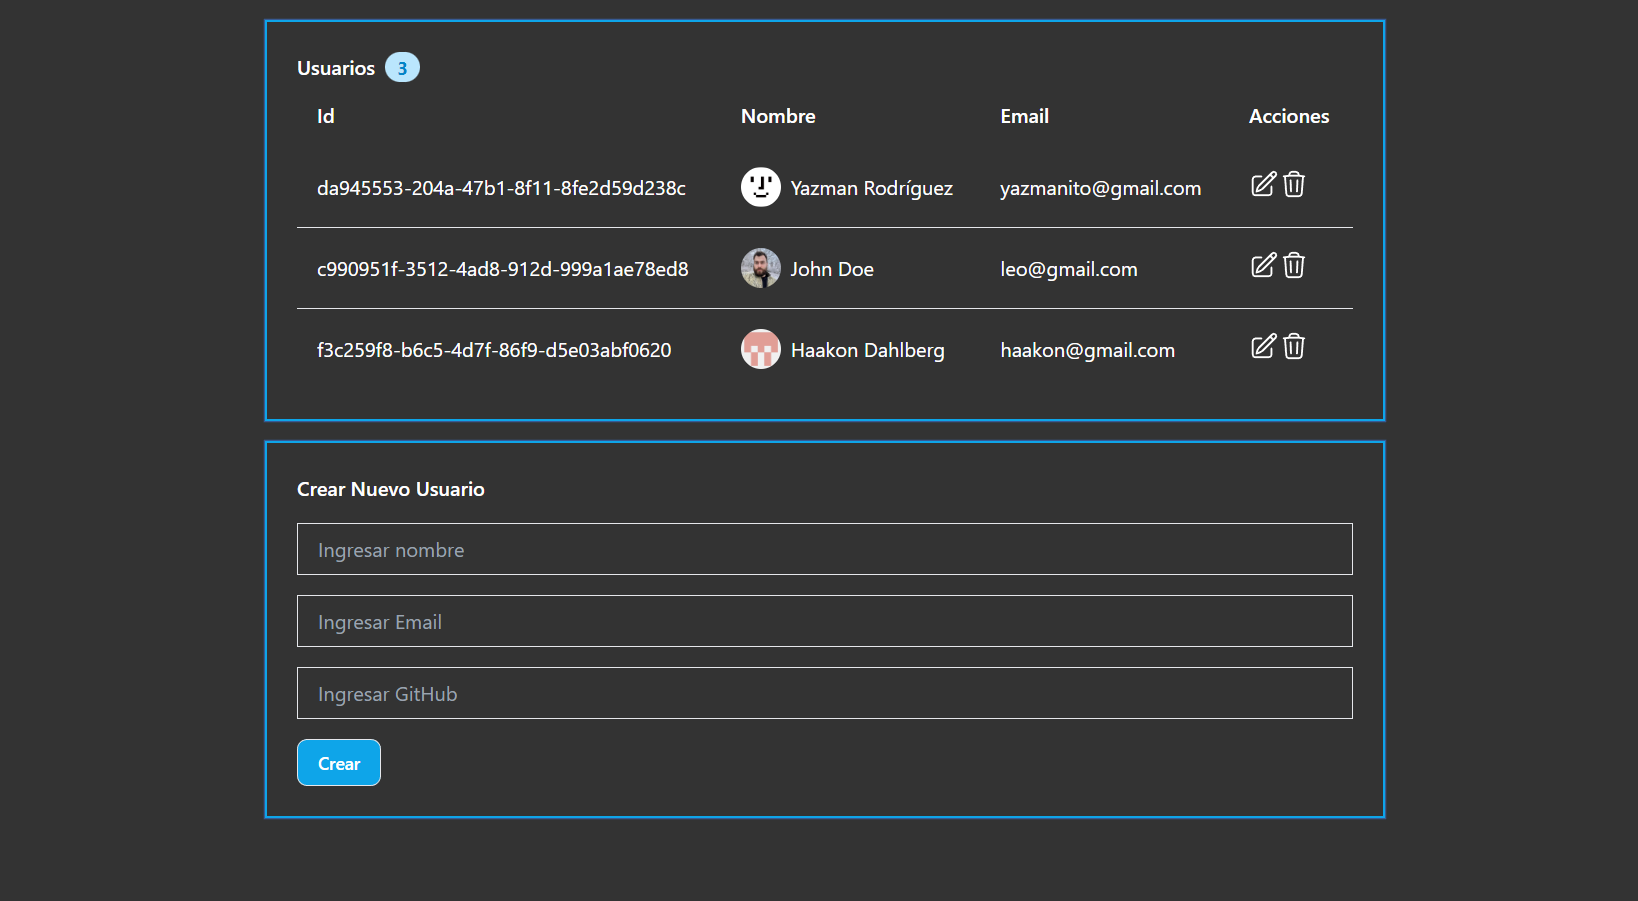 Usuarios 3
Id Nombre Email Acciones
da945553-204a-47b1-8f11-8fe2d59d238c Yazman Rodríguez yazmanito@gmail.com
c990951f-3512-4ad8-912d-999a1ae78ed8 John Doe leo@gmail.com
f3c259f8-b6c5-4d7f-86f9-d5e03abf0620 Haakon Dahlberg haakon@gmail.com
Crear Nuevo Usuario
Ingresar nombre
Ingresar Email
Ingresar GitHub
Crear